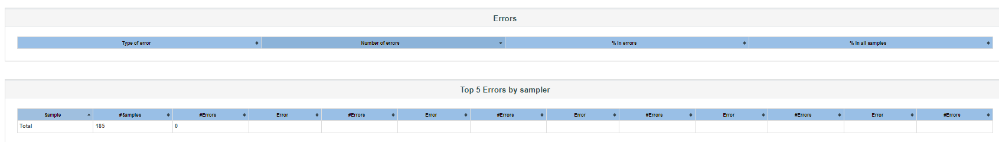 Errors
Type of error Number of errors % in errors % in all samples
Top 5 Errors by sampler
Sample #Samples #Errors Error #Errors Error #Errors Error #Errors Error #Errors Error #Errors
Total 185 0